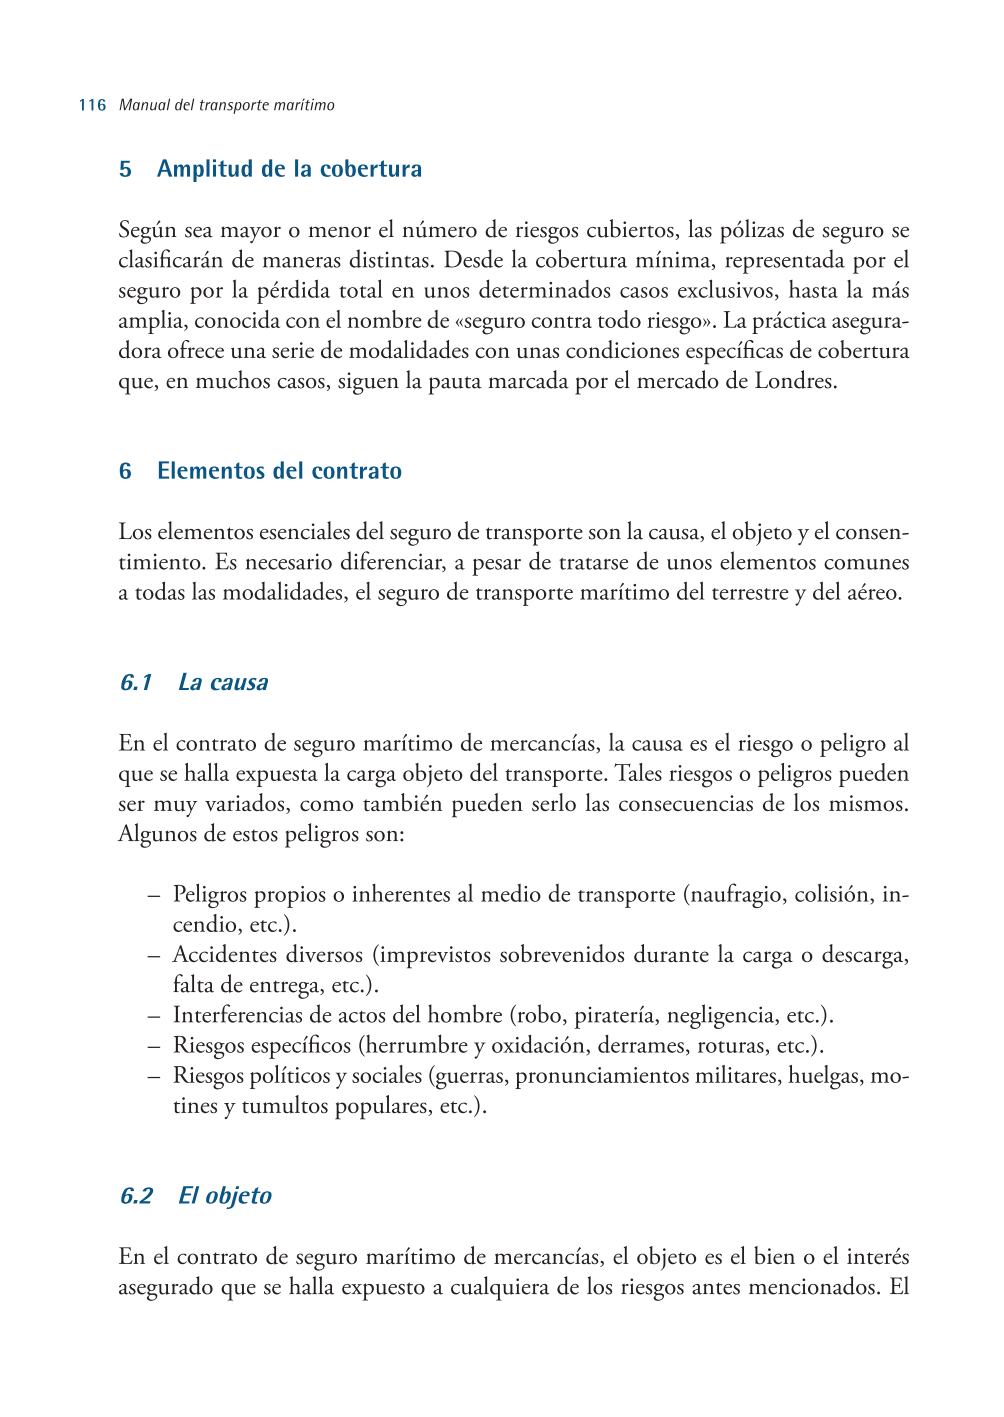 116 Manual del transporte marítimo
5 Amplitud de la cobertura
Según sea mayor o menor el número de riesgos cubiertos, las pólizas de seguro se
clasificarán de maneras distintas. Desde la cobertura mínima, representada por el
seguro por la pérdida total en unos determinados casos exclusivos, hasta la más
amplia, conocida con el nombre de «seguro contra todo riesgo». La práctica asegura-
dora ofrece una serie de modalidades con unas condiciones específicas de cobertura
que, en muchos casos, siguen la pauta marcada por el mercado de Londres.
6 Elementos del contrato
Los elementos esenciales del seguro de transporte son la causa, el objeto y el consen-
timiento. Es necesario diferenciar, a pesar de tratarse de unos elementos comunes
a todas las modalidades, el seguro de transporte marítimo del terrestre y del aéreo.
6.1 La causa
En el contrato de seguro marítimo de mercancías, la causa es el riesgo o peligro al
que se halla expuesta la carga objeto del transporte. Tales riesgos o peligros pueden
ser muy variados, como también pueden serlo las consecuencias de los mismos.
Algunos de estos peligros son:
– Peligros propios o inherentes al medio de transporte (naufragio, colisión, in-
cendio, etc.).
– Accidentes diversos (imprevistos sobrevenidos durante la carga o descarga,
falta de entrega, etc.).
– Interferencias de actos del hombre (robo, piratería, negligencia, etc.).
– Riesgos específicos (herrumbre y oxidación, derrames, roturas, etc.).
– Riesgos políticos y sociales (guerras, pronunciamientos militares, huelgas, mo-
tines y tumultos populares, etc.).
6.2 El objeto
En el contrato de seguro marítimo de mercancías, el objeto es el bien o el interés
asegurado que se halla expuesto a cualquiera de los riesgos antes mencionados. El